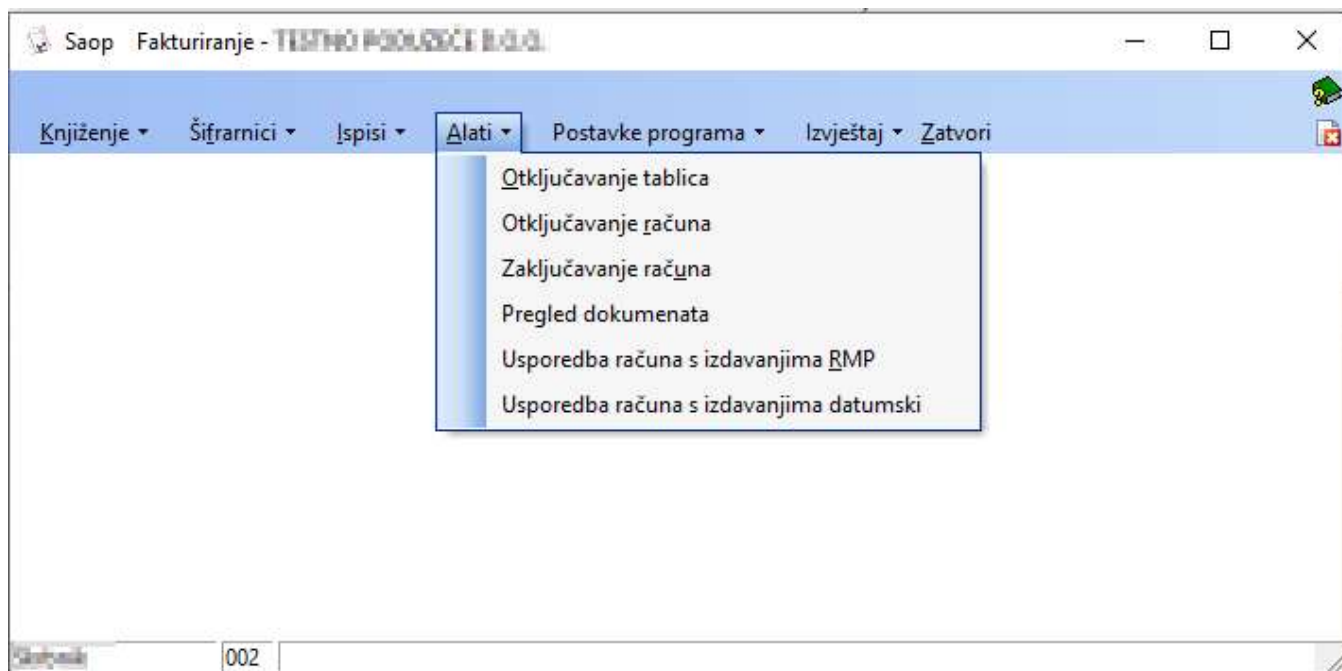 Saop Fakturiranje -
Knjiženje Šifrarnici Ispisi Alati Postavke programa Izvještaj Zatvori
Otključavanje tablica
Otključavanje računa
Zaključavanje računa
Pregled dokumenata
Usporedba računa s izdavanjima RMP
Usporedba računa s izdavanjima datumski
002